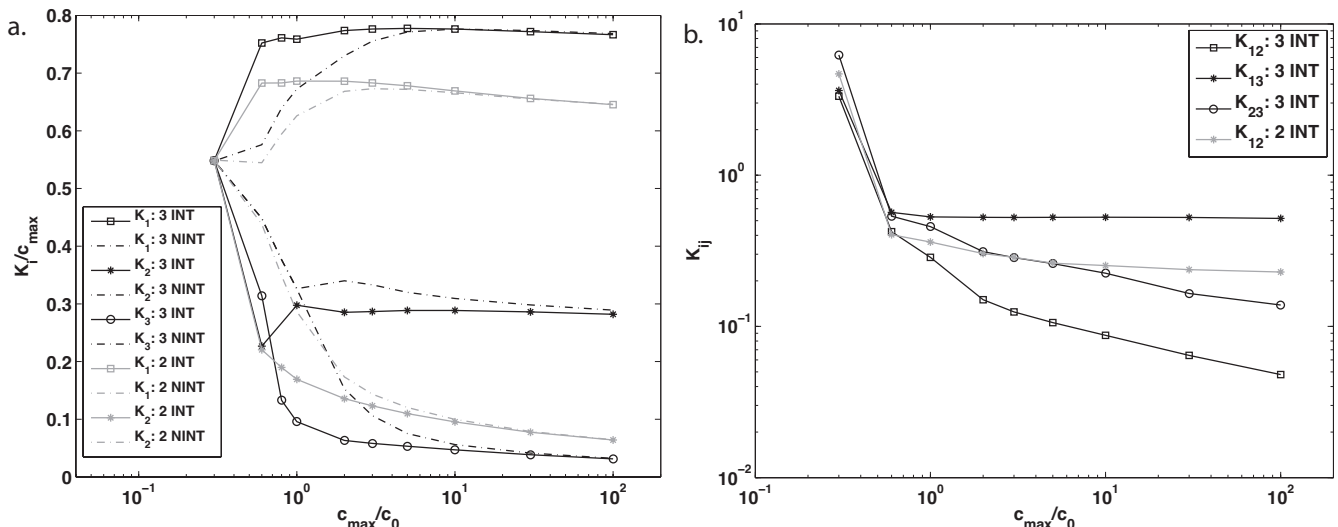 a.
0.8
0.7
0.6
0.5
0.4
0.3
0.2
0.1
0
K_i/c_max
K_1: 3 INT
K_1: 3 NINT
K_2: 3 INT
K_2: 3 NINT
K_3: 3 INT
K_3: 3 NINT
K_1: 2 INT
K_1: 2 NINT
K_2: 2 INT
K_2: 2 NINT
10^−1 10^0 10^1 10^2
c_max/c_0
b.
10^1
10^0
10^−1
10^−2
K_ij
K_12: 3 INT
K_13: 3 INT
K_23: 3 INT
K_12: 2 INT
10^−1 10^0 10^1 10^2
c_max/c_0